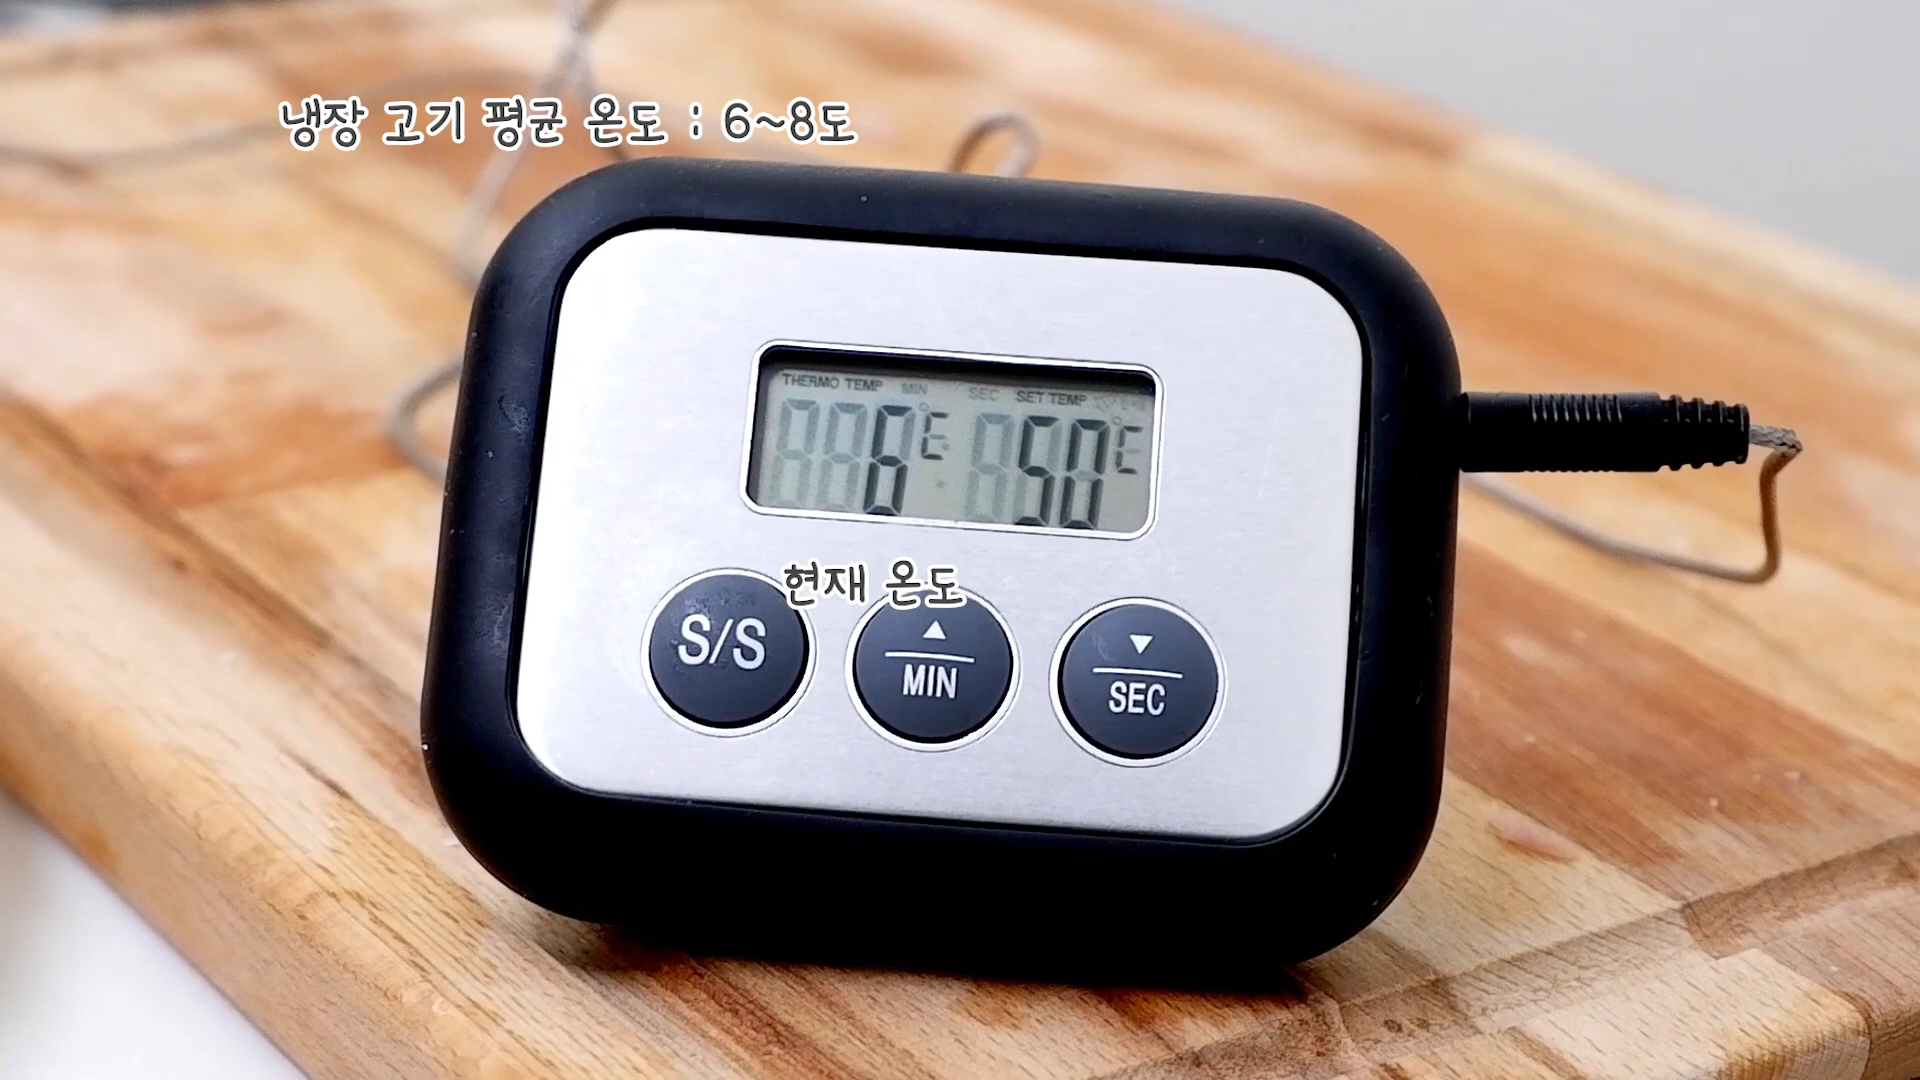 냉장 고기 평균 온도 : 6~8도
THERMO TEMP MIN SEC SET TEMP
6°C 50°C
현재 온도
S/S
▲ MIN
▼ SEC